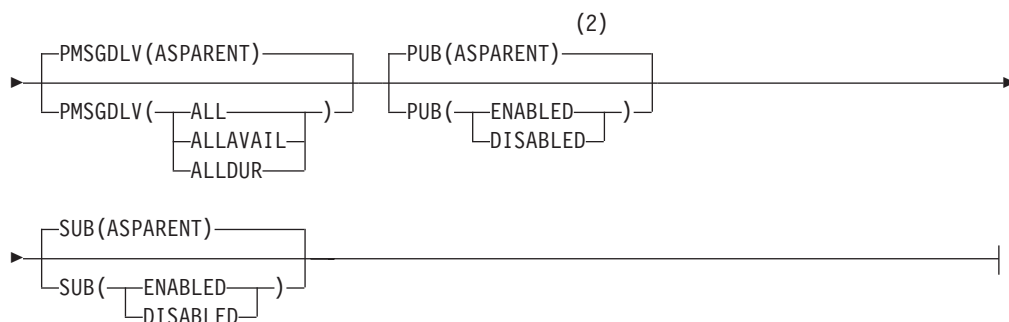 (2)
PMSGDLV(ASPARENT) PUB(ASPARENT)
PMSGDLV( ALL ) PUB( ENABLED )
ALLAVAIL DISABLED
ALLDUR
SUB(ASPARENT)
SUB( ENABLED )
DISABLED